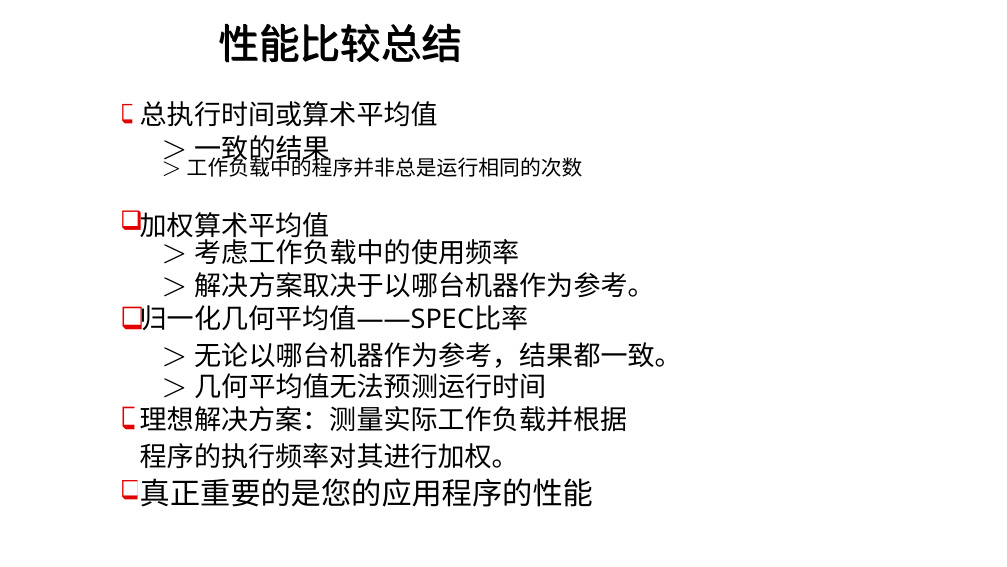 性能比较总结
总执行时间或算术平均值
> 一致的结果
> 工作负载中的程序并非总是运行相同的次数
加权算术平均值
> 考虑工作负载中的使用频率
> 解决方案取决于以哪台机器作为参考。
归一化几何平均值——SPEC比率
> 无论以哪台机器作为参考，结果都一致。
> 几何平均值无法预测运行时间
理想解决方案：测量实际工作负载并根据
程序的执行频率对其进行加权。
真正重要的是您的应用程序的性能